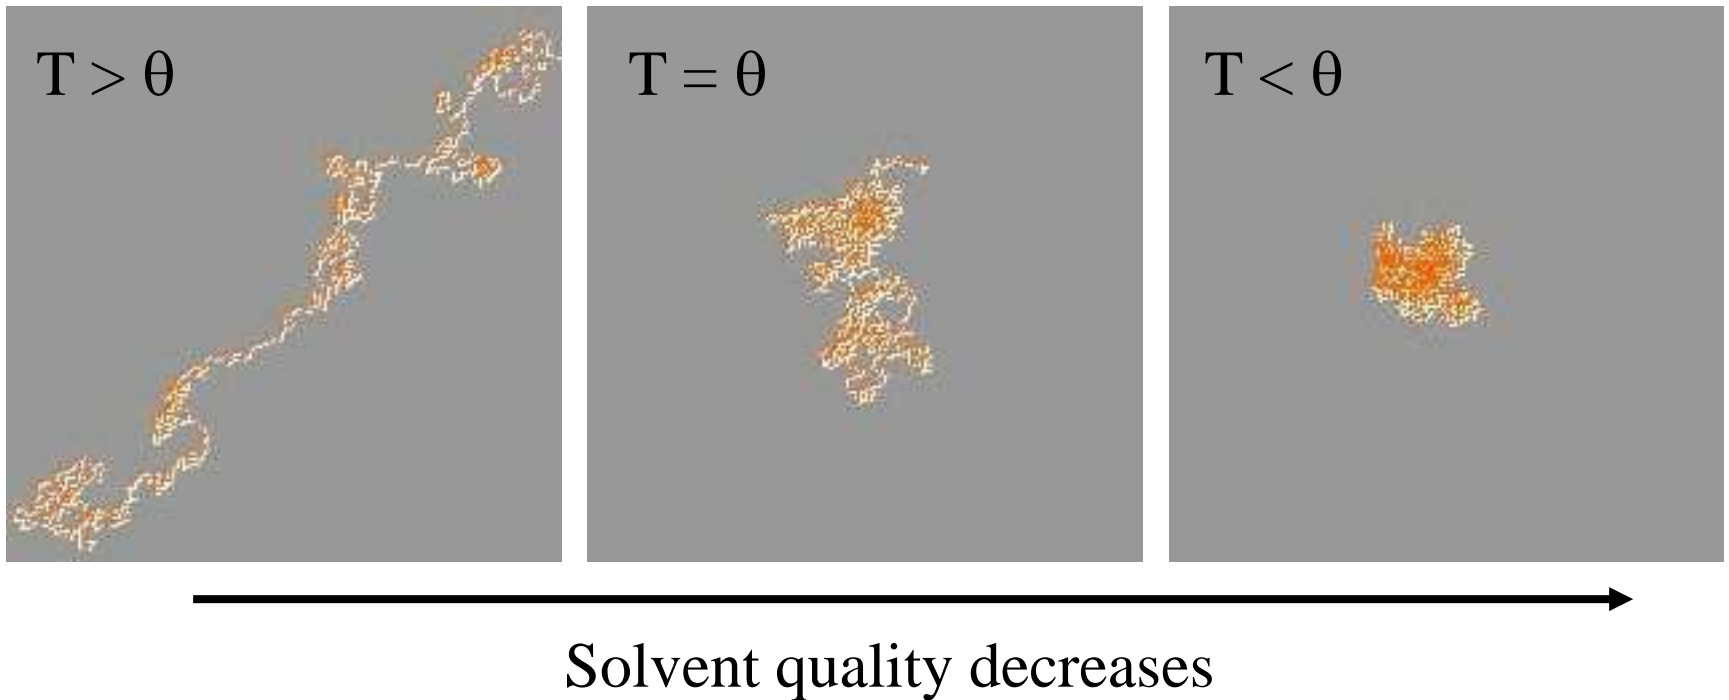 T > θ
T = θ
T < θ
Solvent quality decreases